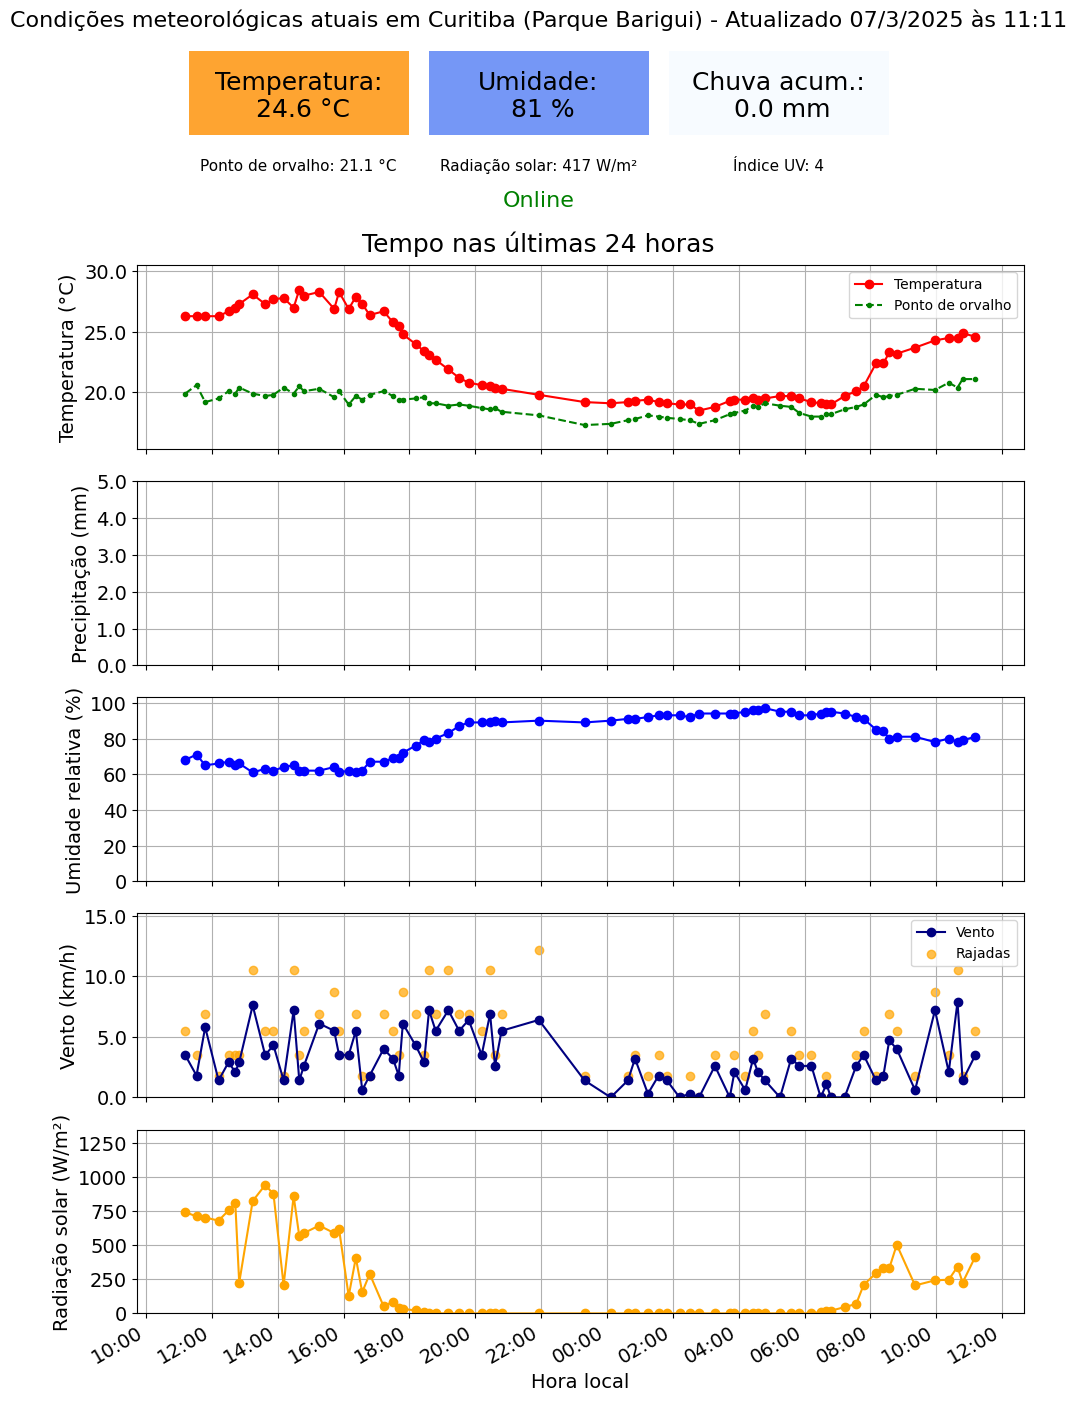 Condições meteorológicas atuais em Curitiba (Parque Barigui) - Atualizado 07/3/2025 às 11:11
Temperatura:
24.6 °C
Umidade:
81 %
Chuva acum.:
0.0 mm
Ponto de orvalho: 21.1 °C
Radiação solar: 417 W/m²
Índice UV: 4
Online
Tempo nas últimas 24 horas
Temperatura (°C)
30.0
25.0
20.0
Temperatura
Ponto de orvalho
Precipitação (mm)
5.0
4.0
3.0
2.0
1.0
0.0
Umidade relativa (%)
100
80
60
40
20
0
Vento (km/h)
15.0
10.0
5.0
0.0
Vento
Rajadas
Radiação solar (W/m²)
1250
1000
750
500
250
0
10:00 12:00 14:00 16:00 18:00 20:00 22:00 00:00 02:00 04:00 06:00 08:00 10:00 12:00
Hora local